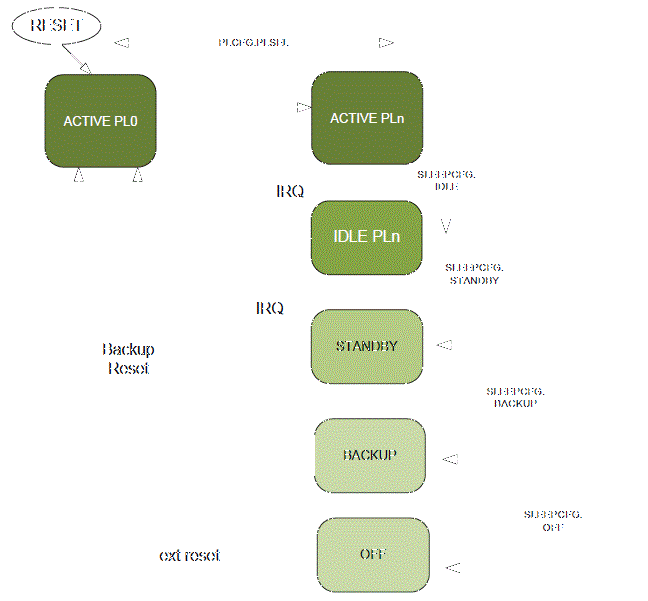 RESET
PLCFG.PLSEL
ACTIVE PL0
ACTIVE PLn
SLEEPCFG.
IDLE
IRQ
IDLE PLn
SLEEPCFG.
STANDBY
IRQ
STANDBY
Backup
Reset
SLEEPCFG.
BACKUP
BACKUP
SLEEPCFG.
OFF
OFF
ext reset